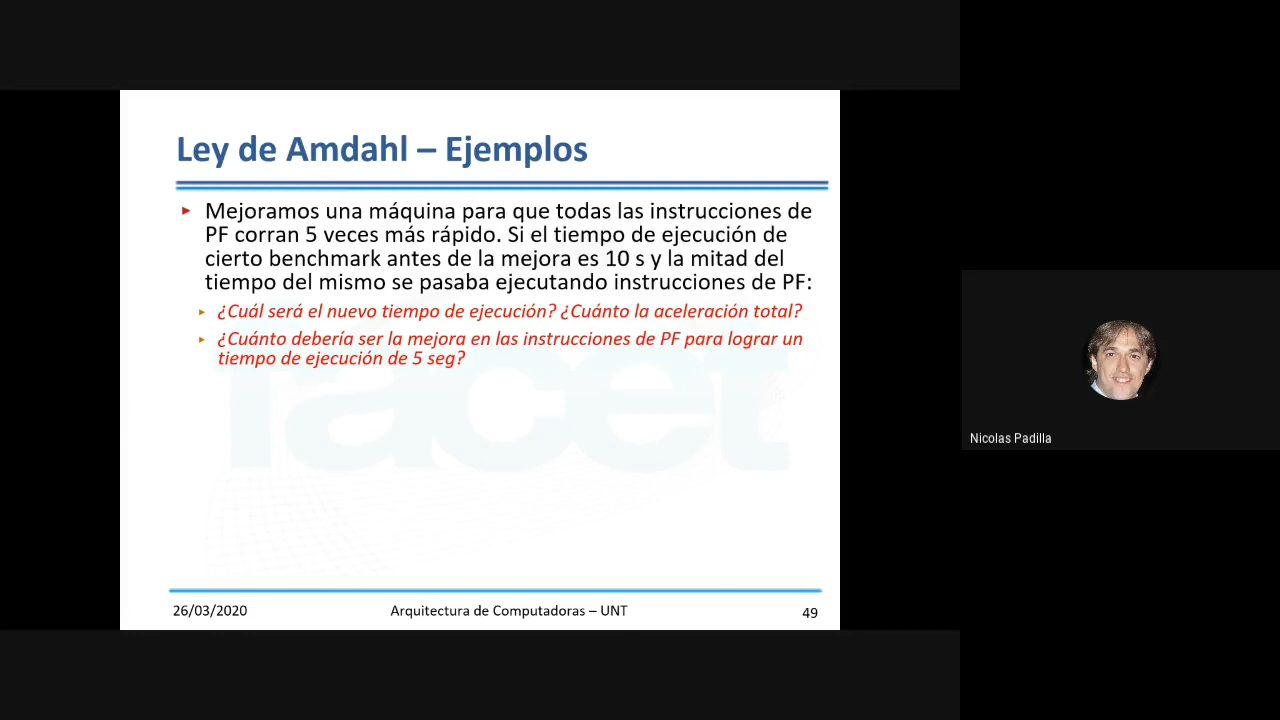 Ley de Amdahl – Ejemplos
Mejoramos una máquina para que todas las instrucciones de
PF corran 5 veces más rápido. Si el tiempo de ejecución de
cierto benchmark antes de la mejora es 10 s y la mitad del
tiempo del mismo se pasaba ejecutando instrucciones de PF:
¿Cuál será el nuevo tiempo de ejecución? ¿Cuánto la aceleración total?
¿Cuánto debería ser la mejora en las instrucciones de PF para lograr un
tiempo de ejecución de 5 seg?
facet
26/03/2020
Arquitectura de Computadoras – UNT
49
Nicolas Padilla